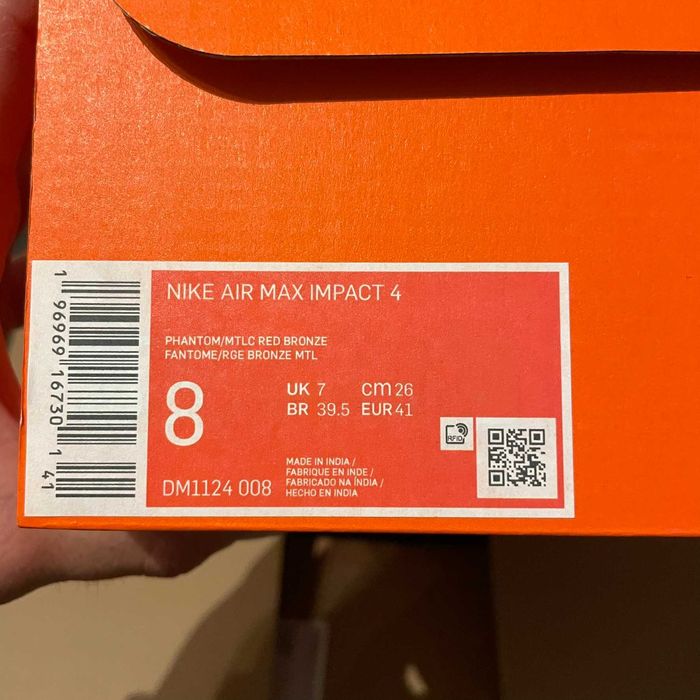 NIKE AIR MAX IMPACT 4
PHANTOM/MTLC RED BRONZE
FANTOME/RGE BRONZE MTL
8
UK 7 cm 26
BR 39.5 EUR 41
RFID
DM1124 008
MADE IN INDIA /
FABRIQUE EN INDE /
FABRICADO NA ÍNDIA /
HECHO EN INDIA
1 96969 16730 1 41